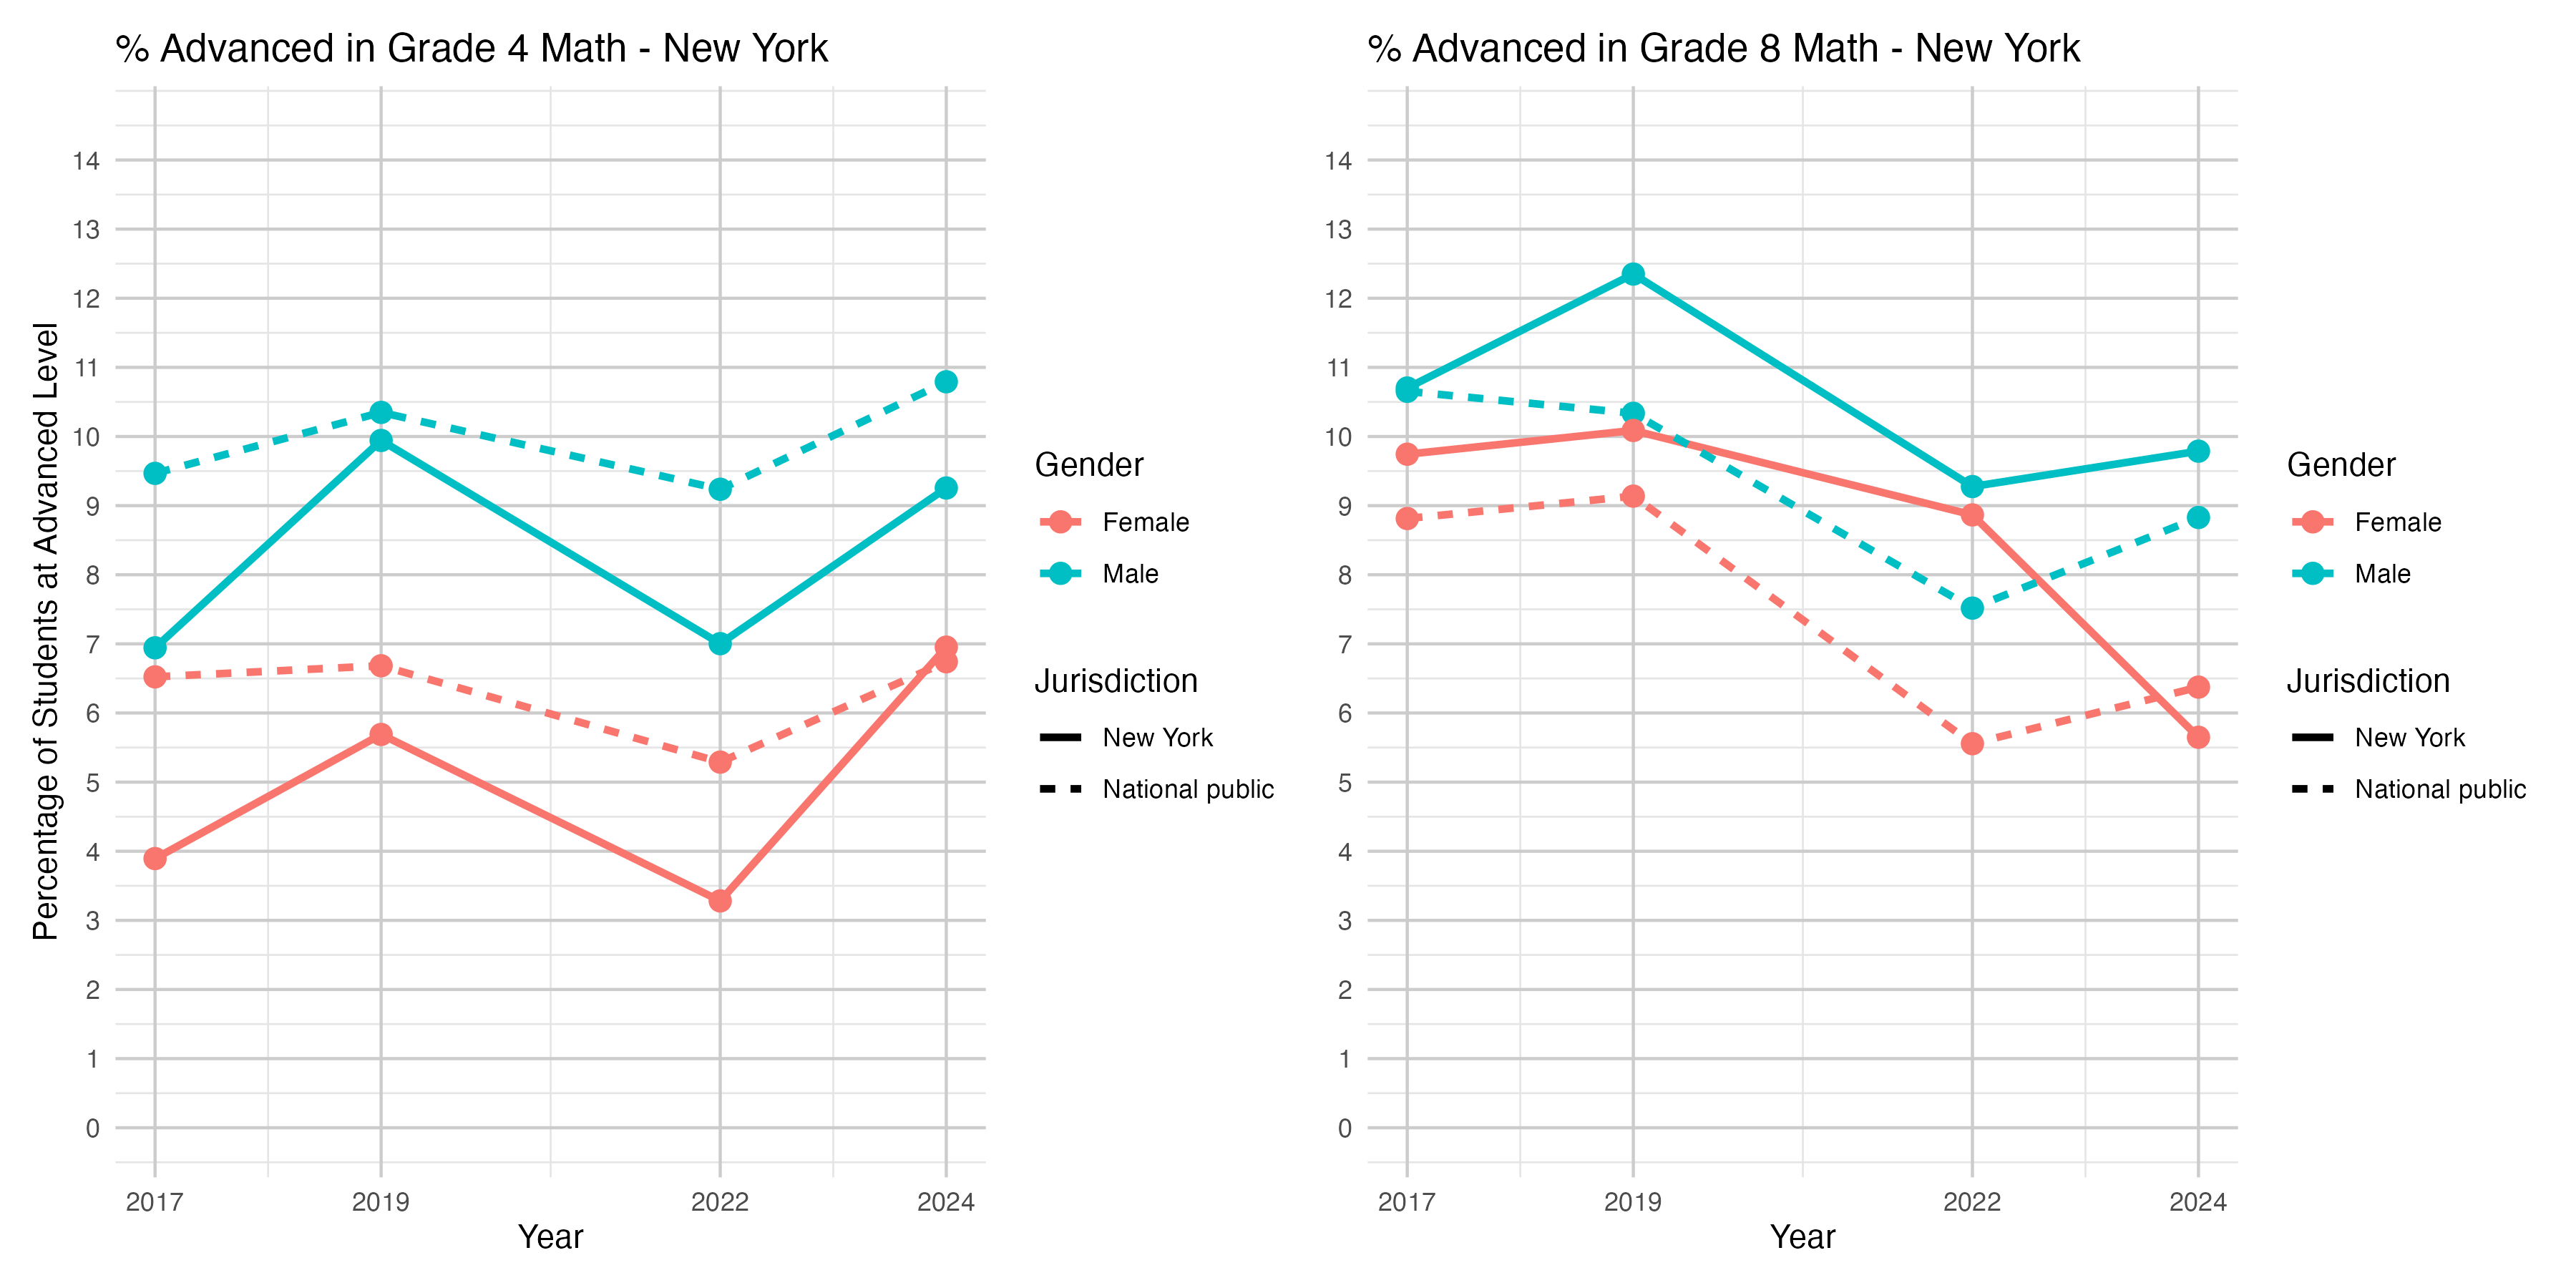 % Advanced in Grade 4 Math - New York
Percentage of Students at Advanced Level
14
13
12
11
10
9
8
7
6
5
4
3
2
1
0
2017 2019 2022 2024
Year
Gender
Female
Male
Jurisdiction
New York
National public
% Advanced in Grade 8 Math - New York
14
13
12
11
10
9
8
7
6
5
4
3
2
1
0
2017 2019 2022 2024
Year
Gender
Female
Male
Jurisdiction
New York
National public